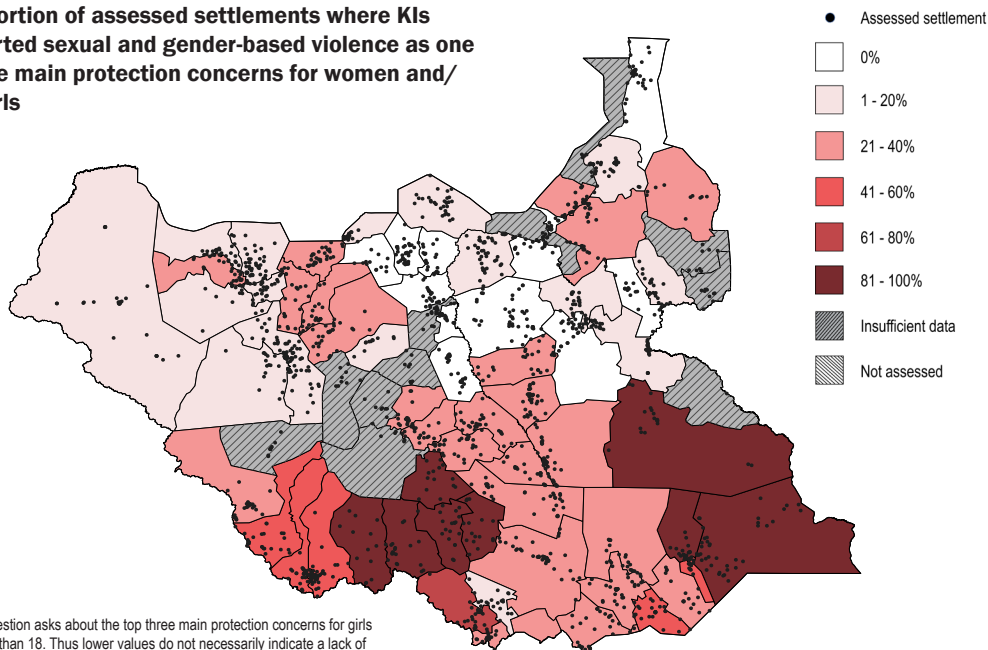 ortion of assessed settlements where KIs
rted sexual and gender-based violence as one
e main protection concerns for women and/
rls
Assessed settlement
0%
1 - 20%
21 - 40%
41 - 60%
61 - 80%
81 - 100%
Insufficient data
Not assessed
estion asks about the top three main protection concerns for girls
than 18. Thus lower values do not necessarily indicate a lack of